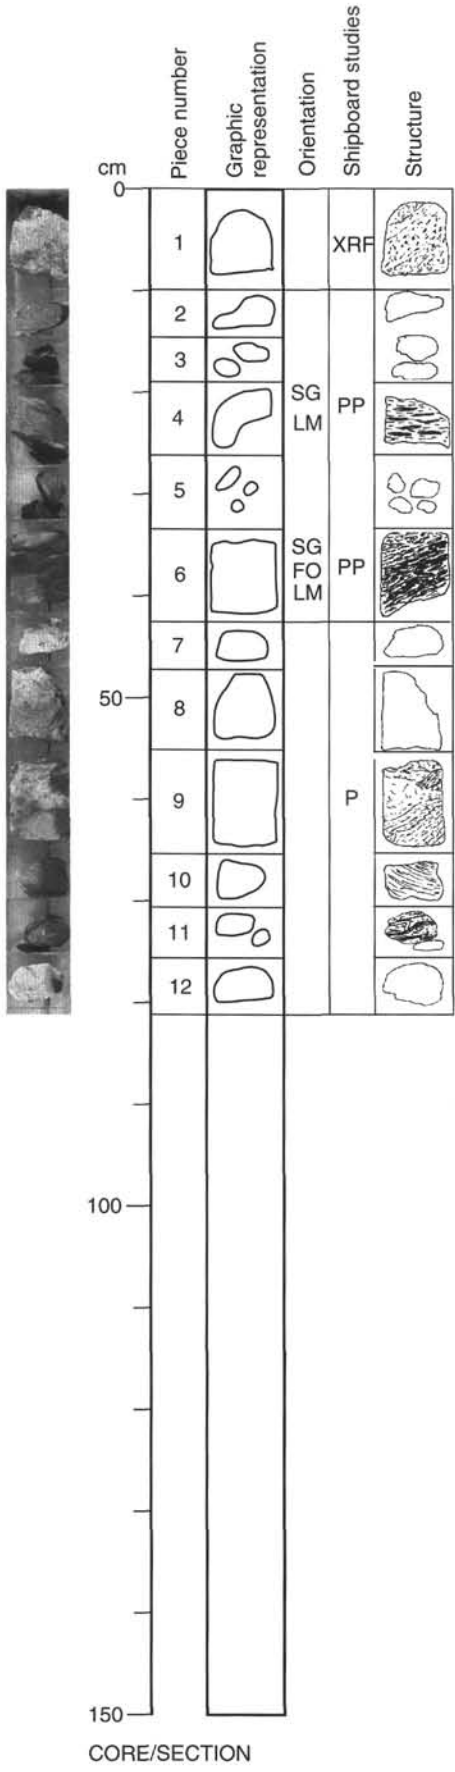 cm
Piece number
Graphic
representation
Orientation
Shipboard studies
Structure
0
1
XRF
2
3
4
SG
LM
PP
5
6
SG
FO
LM
PP
7
50
8
9
P
10
11
12
100
150
CORE/SECTION